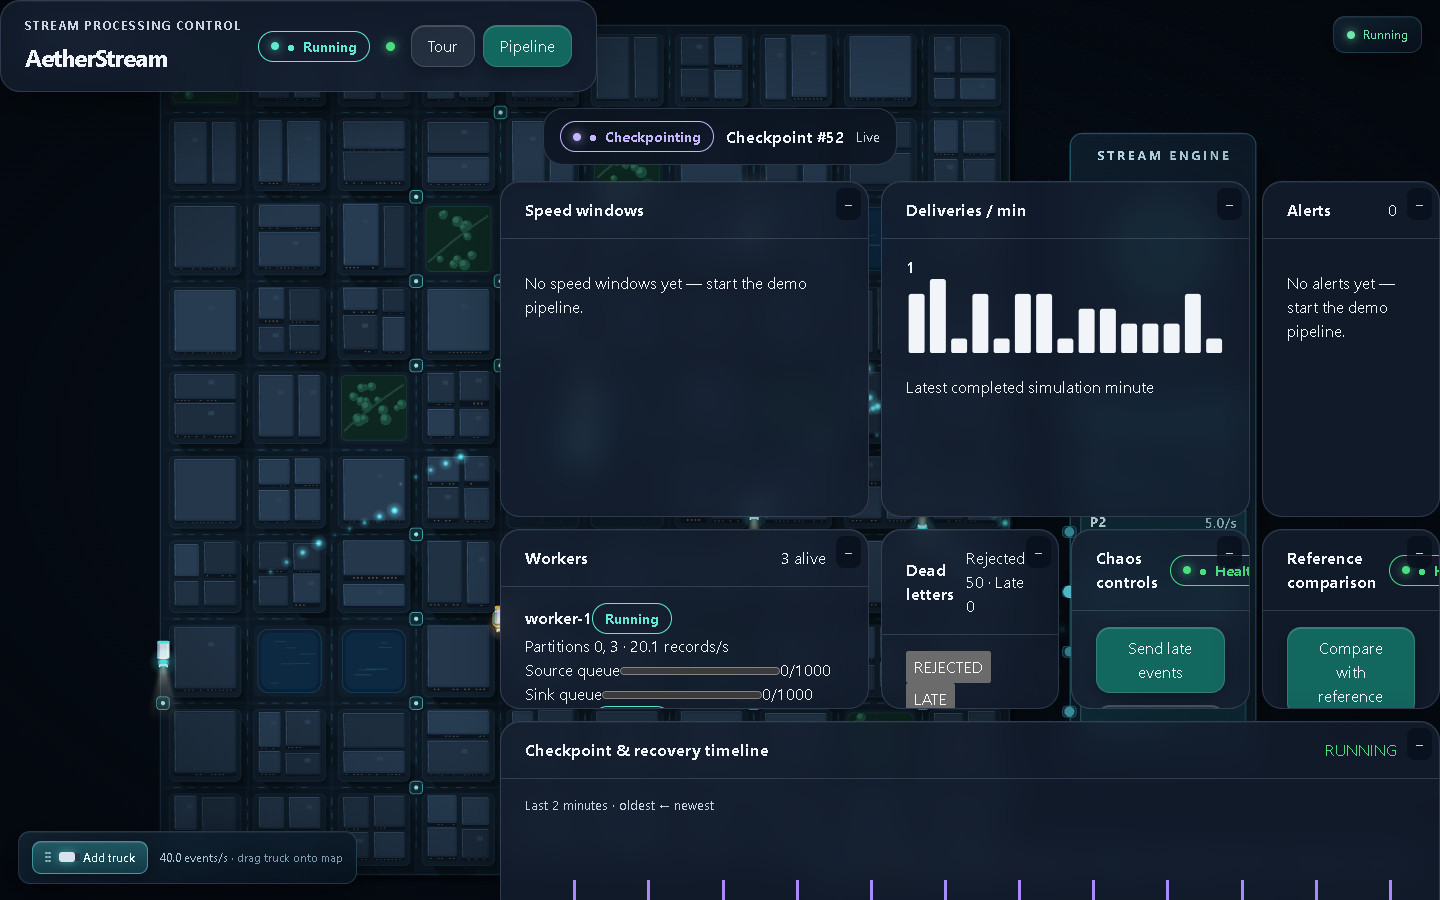 STREAM PROCESSING CONTROL
AetherStream
Running
Tour
Pipeline
Running
Checkpointing
Checkpoint #52
Live
STREAM ENGINE
Speed windows
–
No speed windows yet — start the demo
pipeline.
Deliveries / min
–
1
Latest completed simulation minute
Alerts
0
–
No alerts yet —
start the demo
pipeline.
P2
5.0/s
Workers
3 alive
–
worker-1
Running
Partitions 0, 3 · 20.1 records/s
Source queue
0/1000
Sink queue
0/1000
Dead
letters
Rejected
50 · Late
0
–
REJECTED
LATE
Chaos
controls
–
Send late
events
Reference
comparison
–
Compare
with
reference
Checkpoint & recovery timeline
RUNNING
–
Last 2 minutes · oldest ← newest
Add truck
40.0 events/s · drag truck onto map